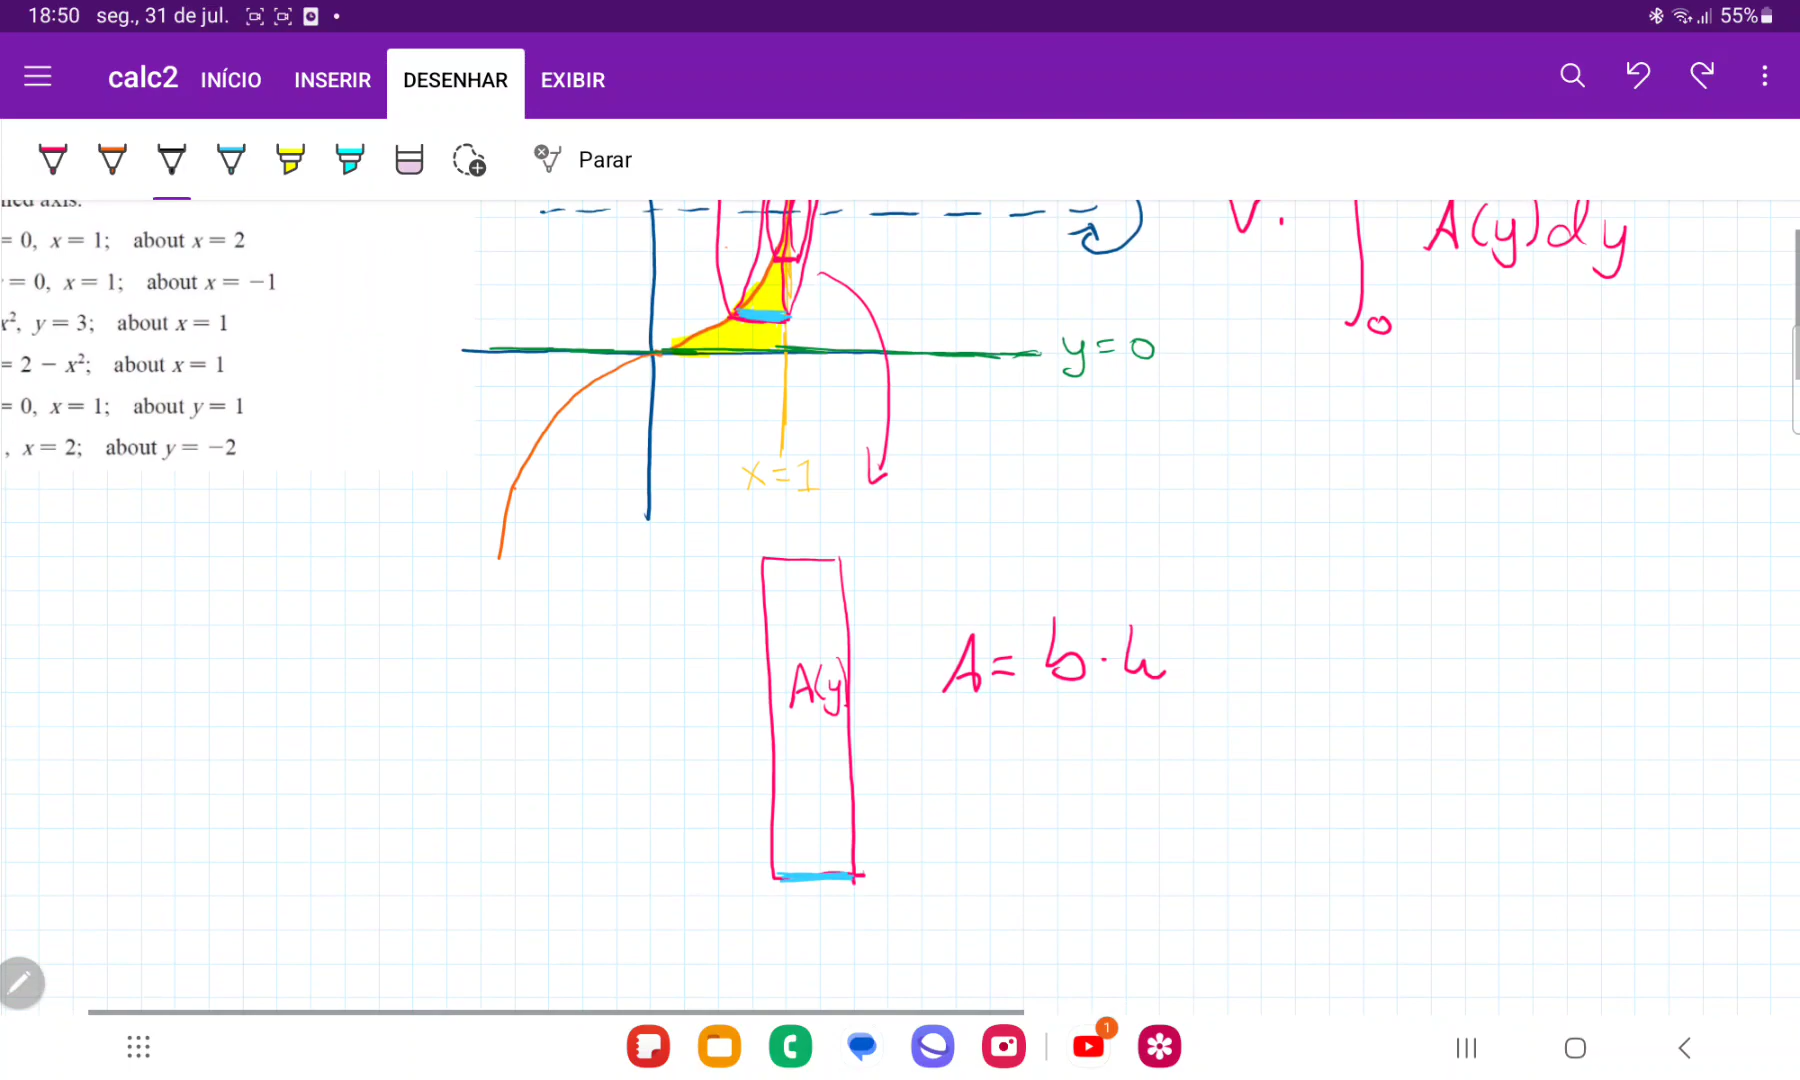 18:50 seg., 31 de jul.
55%
calc2 INÍCIO INSERIR DESENHAR EXIBIR
Parar
= 0, x = 1; about x = 2
= 0, x = 1; about x = −1
x², y = 3; about x = 1
= 2 − x²; about x = 1
= 0, x = 1; about y = 1
, x = 2; about y = −2
A(y)dy
0
y = 0
x = 1
A(y)
A = b · h
1